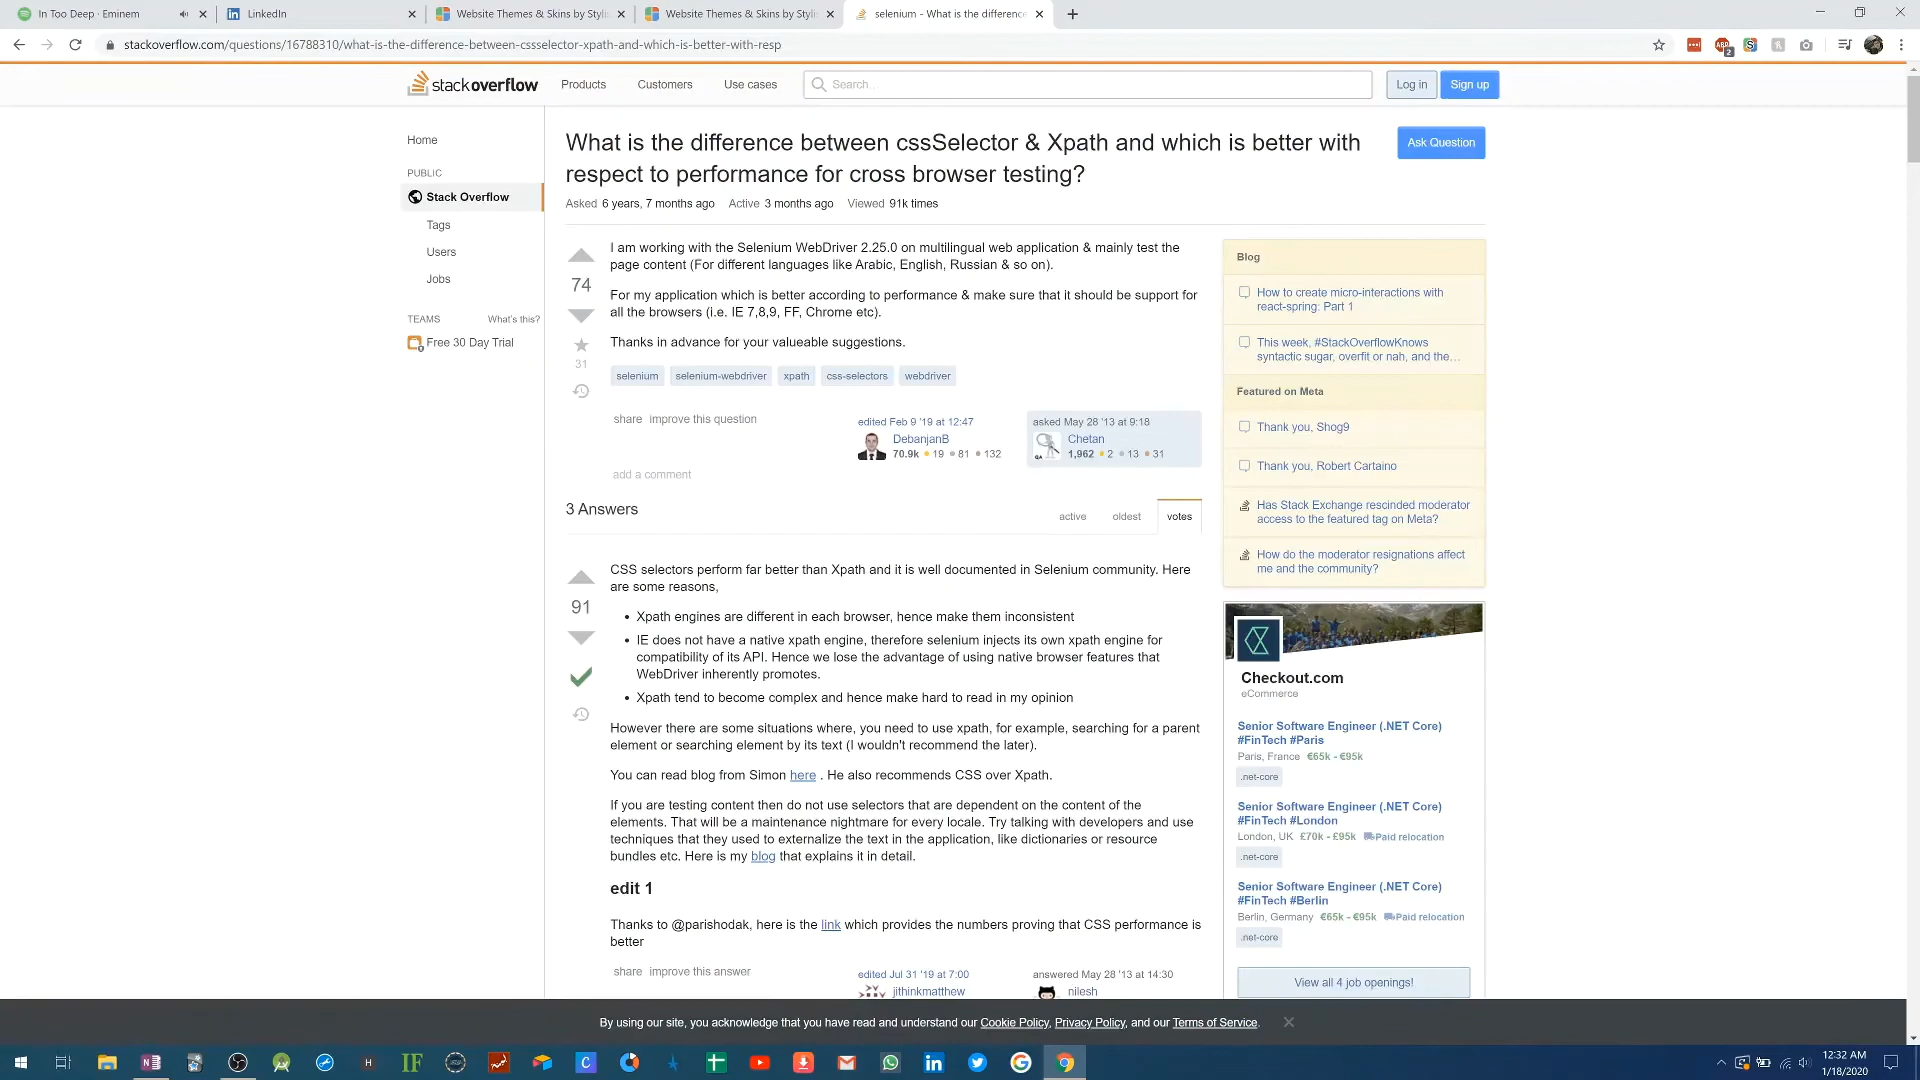 In Too Deep · Eminem
LinkedIn
Website Themes & Skins by Stylis
Website Themes & Skins by Stylis
selenium - What is the difference
stackoverflow.com/questions/16788310/what-is-the-difference-between-cssselector-xpath-and-which-is-better-with-resp
ABP
2
stackoverflow
Products
Customers
Use cases
Search...
Log in
Sign up
Home
PUBLIC
Stack Overflow
Tags
Users
Jobs
TEAMS
What's this?
Free 30 Day Trial
What is the difference between cssSelector & Xpath and which is better with
respect to performance for cross browser testing?
Ask Question
Asked 6 years, 7 months ago Active 3 months ago Viewed 91k times
74
31
I am working with the Selenium WebDriver 2.25.0 on multilingual web application & mainly test the
page content (For different languages like Arabic, English, Russian & so on).
For my application which is better according to performance & make sure that it should be support for
all the browsers (i.e. IE 7,8,9, FF, Chrome etc).
Thanks in advance for your valueable suggestions.
selenium selenium-webdriver xpath css-selectors webdriver
share improve this question
edited Feb 9 '19 at 12:47
DebanjanB
70.9k 19 81 132
asked May 28 '13 at 9:18
Chetan
1,962 2 13 31
add a comment
3 Answers
active oldest votes
91
CSS selectors perform far better than Xpath and it is well documented in Selenium community. Here
are some reasons,
• Xpath engines are different in each browser, hence make them inconsistent
• IE does not have a native xpath engine, therefore selenium injects its own xpath engine for
compatibility of its API. Hence we lose the advantage of using native browser features that
WebDriver inherently promotes.
• Xpath tend to become complex and hence make hard to read in my opinion
However there are some situations where, you need to use xpath, for example, searching for a parent
element or searching element by its text (I wouldn't recommend the later).
You can read blog from Simon here . He also recommends CSS over Xpath.
If you are testing content then do not use selectors that are dependent on the content of the
elements. That will be a maintenance nightmare for every locale. Try talking with developers and use
techniques that they used to externalize the text in the application, like dictionaries or resource
bundles etc. Here is my blog that explains it in detail.
edit 1
Thanks to @parishodak, here is the link which provides the numbers proving that CSS performance is
better
share improve this answer
edited Jul 31 '19 at 7:00
jithinkmatthew
answered May 28 '13 at 14:30
nilesh
Blog
How to create micro-interactions with
react-spring: Part 1
This week, #StackOverflowKnows
syntactic sugar, overfit or nah, and the…
Featured on Meta
Thank you, Shog9
Thank you, Robert Cartaino
Has Stack Exchange rescinded moderator
access to the featured tag on Meta?
How do the moderator resignations affect
me and the community?
Checkout.com
eCommerce
Senior Software Engineer (.NET Core)
#FinTech #Paris
Paris, France €65k - €95k
.net-core
Senior Software Engineer (.NET Core)
#FinTech #London
London, UK £70k - £95k Paid relocation
.net-core
Senior Software Engineer (.NET Core)
#FinTech #Berlin
Berlin, Germany €65k - €95k Paid relocation
.net-core
View all 4 job openings!
By using our site, you acknowledge that you have read and understand our Cookie Policy, Privacy Policy, and our Terms of Service.
12:32 AM
1/18/2020